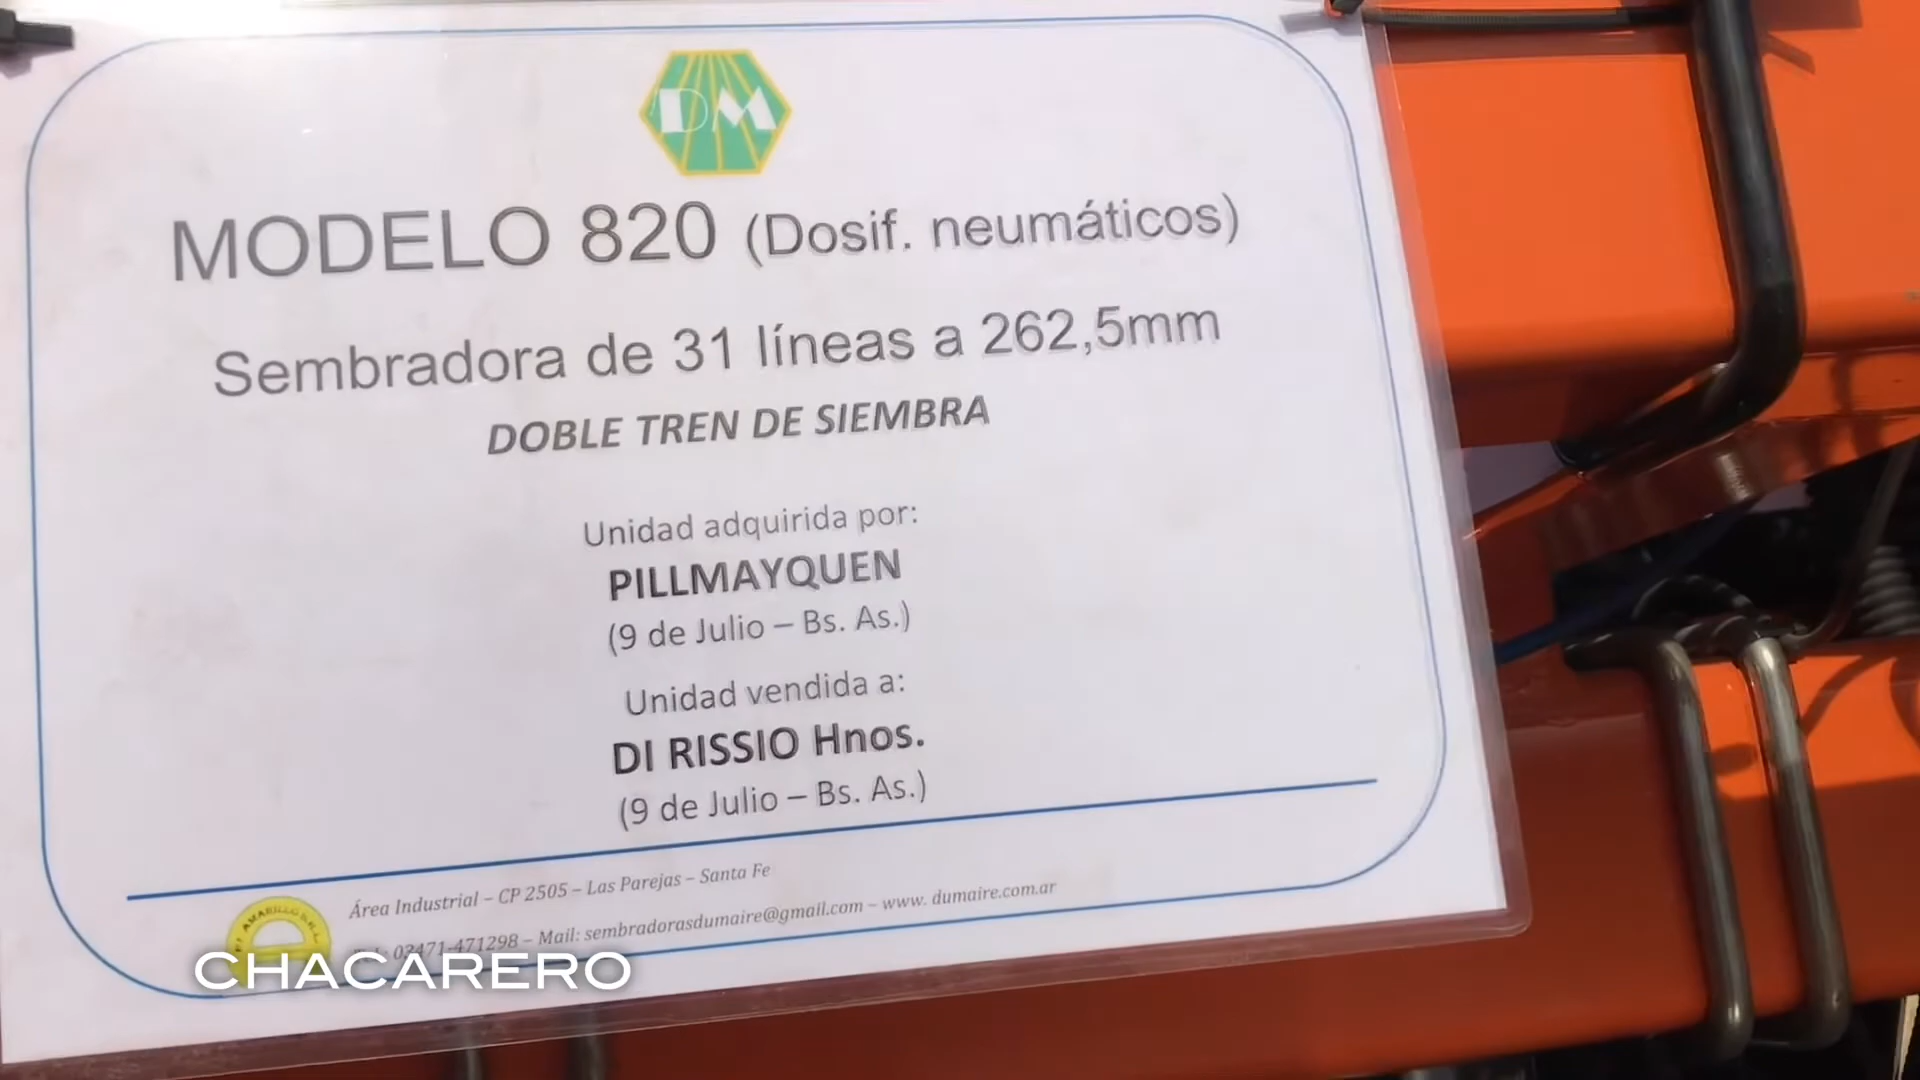 DM
MODELO 820 (Dosif. neumáticos)
Sembradora de 31 líneas a 262,5mm
DOBLE TREN DE SIEMBRA
Unidad adquirida por:
PILLMAYQUEN
(9 de Julio – Bs. As.)
Unidad vendida a:
DI RISSIO Hnos.
(9 de Julio – Bs. As.)
Área Industrial – CP 2505 – Las Parejas – Santa Fe
03471-471298 – Mail: sembradorasdumaire@gmail.com – www. dumaire.com.ar
AMARILLO S.R.L.
CHACARERO